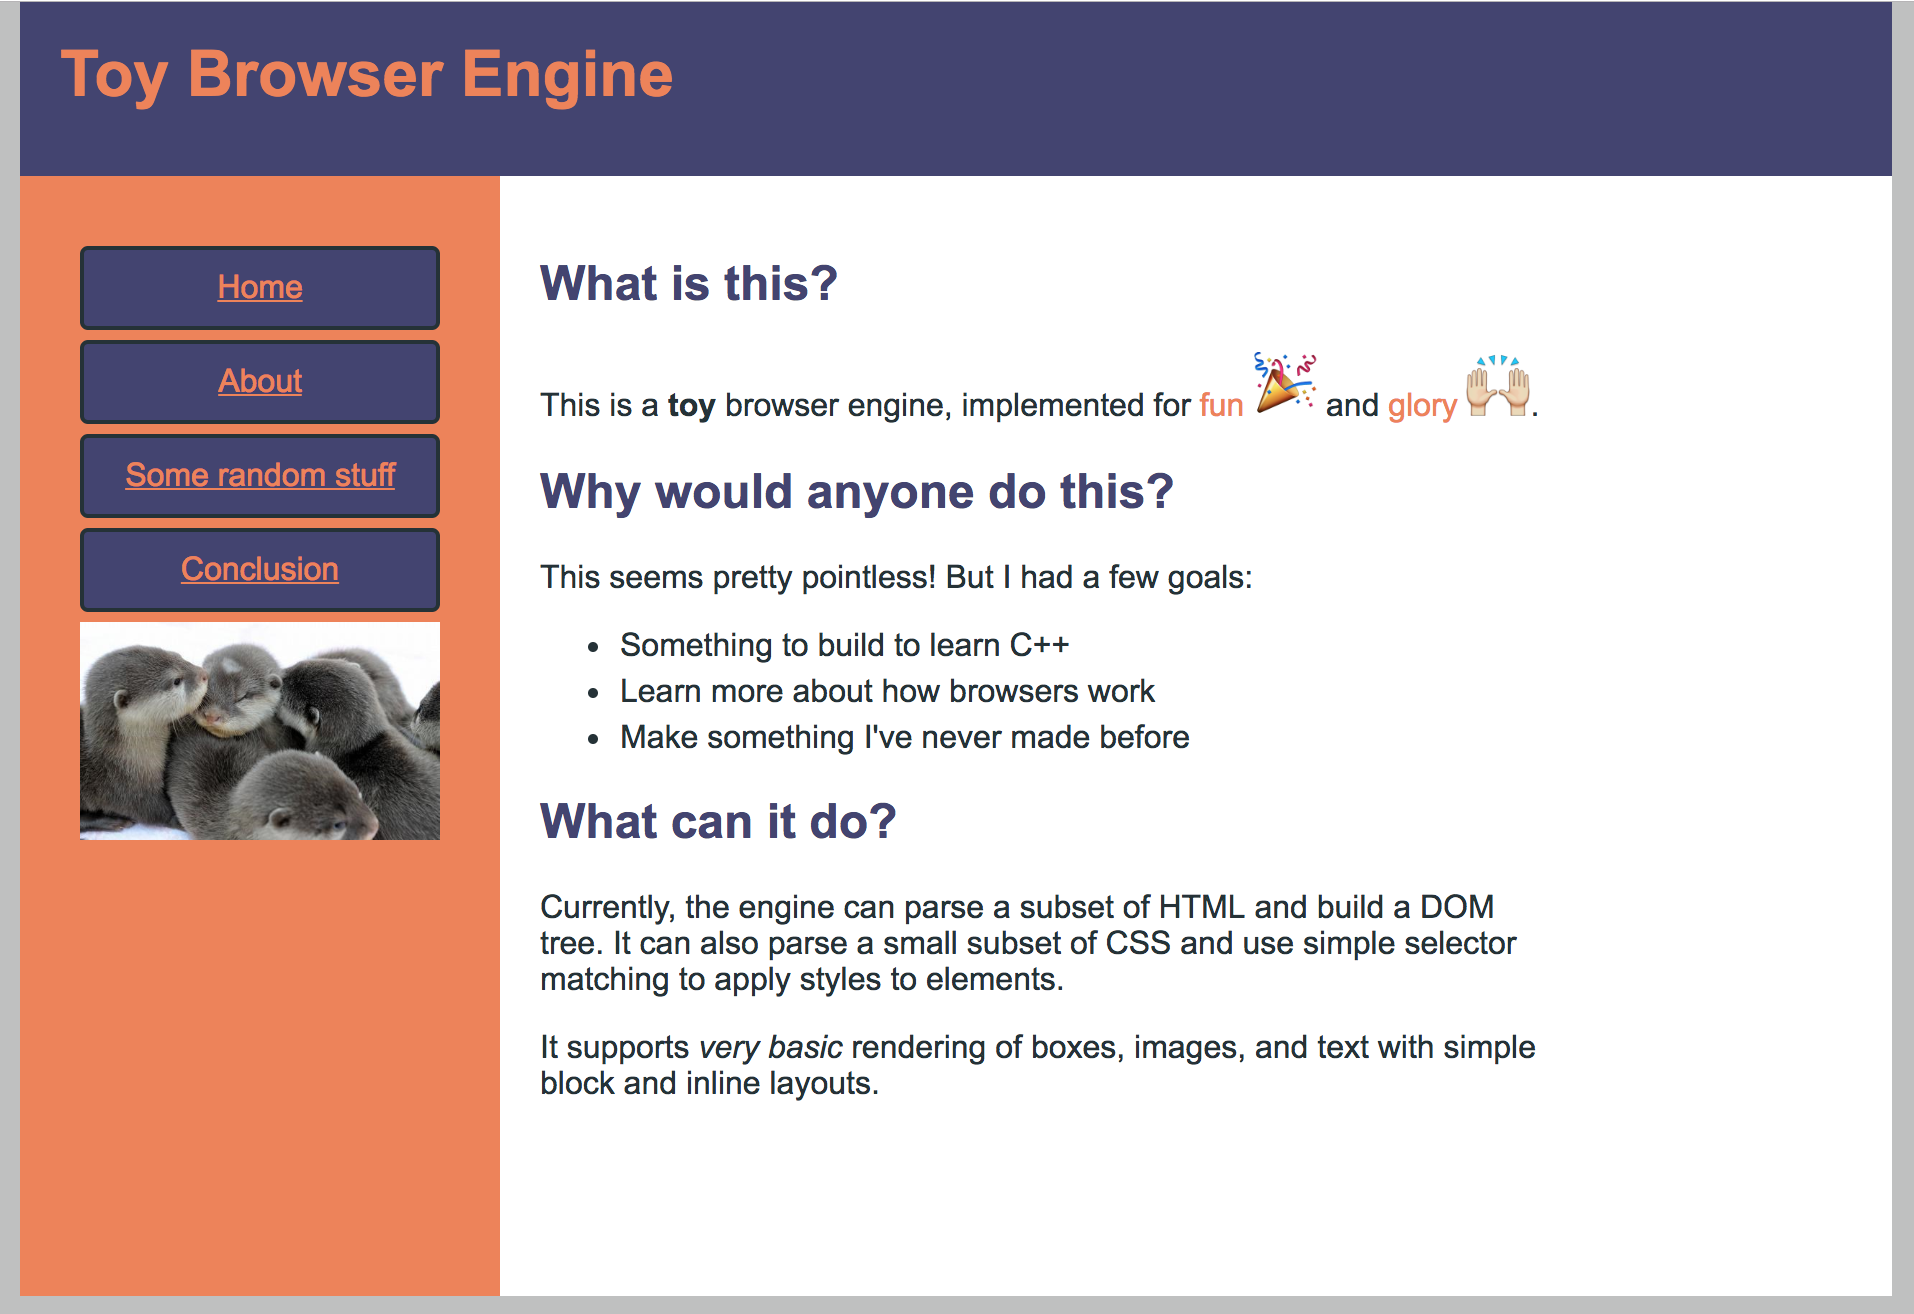 Toy Browser Engine
Home
About
Some random stuff
Conclusion
What is this?
This is a toy browser engine, implemented for fun 🎉 and glory 🙌🏼.
Why would anyone do this?
This seems pretty pointless! But I had a few goals:
• Something to build to learn C++
• Learn more about how browsers work
• Make something I've never made before
What can it do?
Currently, the engine can parse a subset of HTML and build a DOM
tree. It can also parse a small subset of CSS and use simple selector
matching to apply styles to elements.
It supports very basic rendering of boxes, images, and text with simple
block and inline layouts.